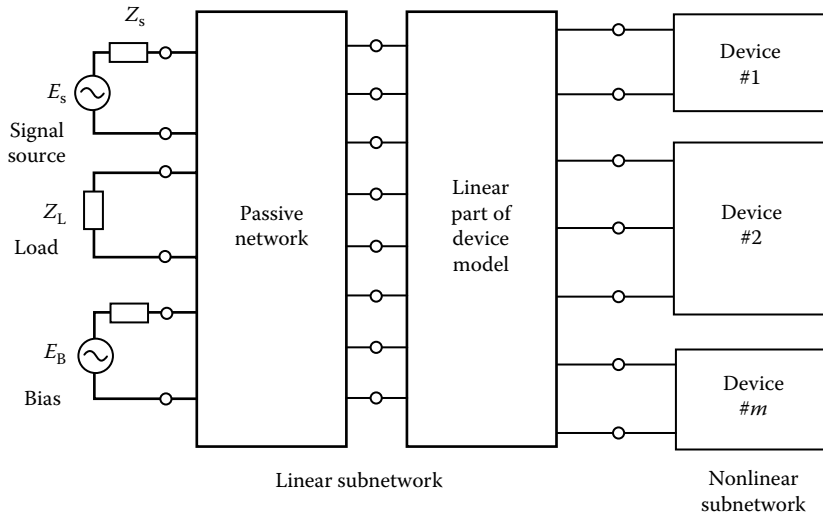 Zs
Es
Signal
source
ZL
Load
EB
Bias
Passive
network
Linear
part of
device
model
Device
#1
Device
#2
Device
#m
Linear subnetwork
Nonlinear
subnetwork